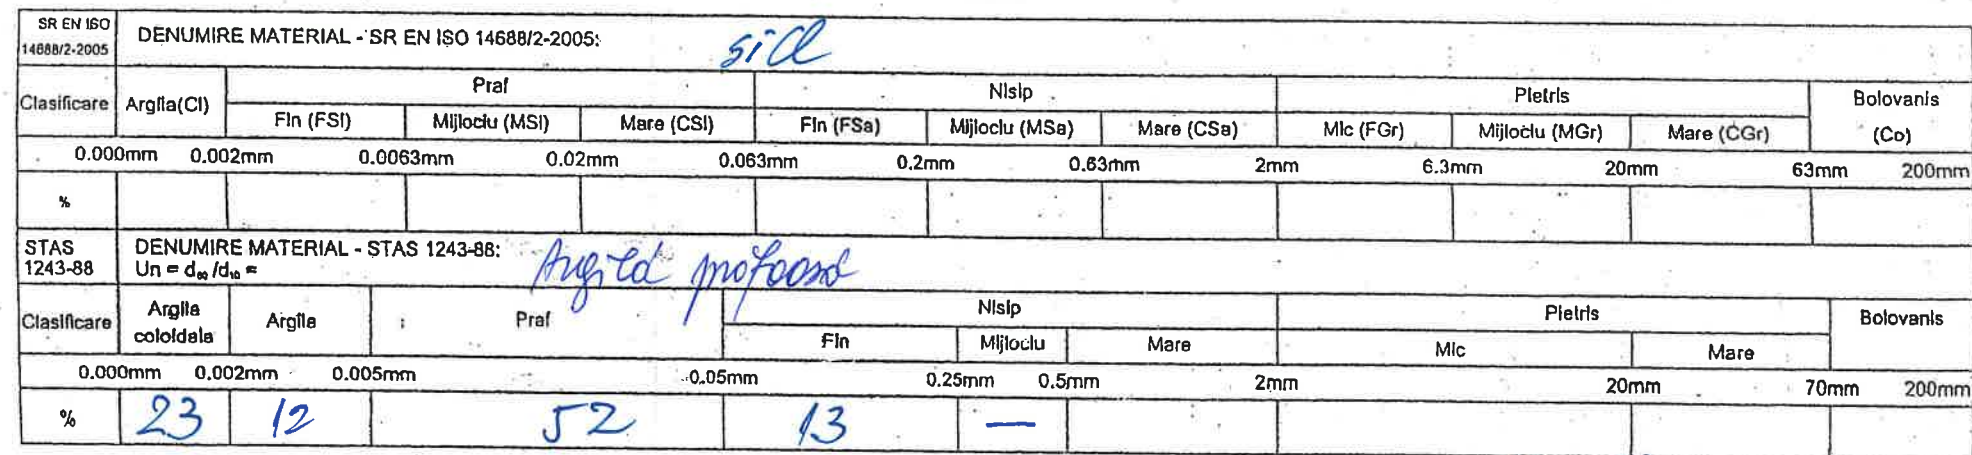 SR EN ISO 14688/2-2005 DENUMIRE MATERIAL - SR EN ISO 14688/2-2005: siCl
Clasificare Argila(Cl) Praf Nisip Pietris Bolovanis (Co)
Fin (FSi) Mijlociu (MSi) Mare (CSi) Fin (FSa) Mijlociu (MSa) Mare (CSa) Mic (FGr) Mijlociu (MGr) Mare (CGr)
0.000mm 0.002mm 0.0063mm 0.02mm 0.063mm 0.2mm 0.63mm 2mm 6.3mm 20mm 63mm 200mm
%
STAS 1243-88 DENUMIRE MATERIAL - STAS 1243-88: Argilă prăfoasă
Un = d₆₀ /d₁₀ =
Clasificare Argila coloidala Argila : Praf Nisip Pietris Bolovanis
Fin Mijlociu Mare Mic Mare
0.000mm 0.002mm 0.005mm 0.05mm 0.25mm 0.5mm 2mm 20mm 70mm 200mm
% 23 12 52 13 —